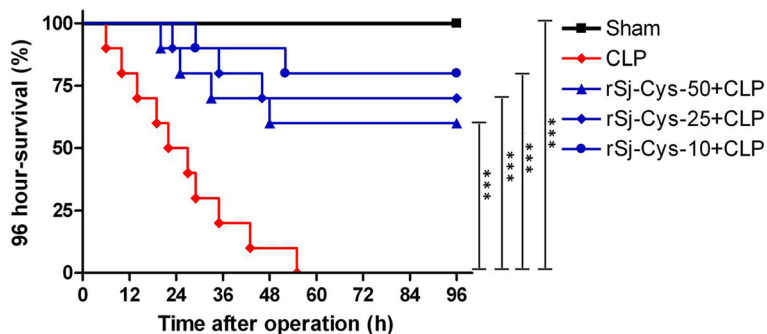 96 hour-survival (%)
100
75
50
25
0
0 12 24 36 48 60 72 84 96
Time after operation (h)
Sham
CLP
rSj-Cys-50+CLP
rSj-Cys-25+CLP
rSj-Cys-10+CLP
***
***
***
***